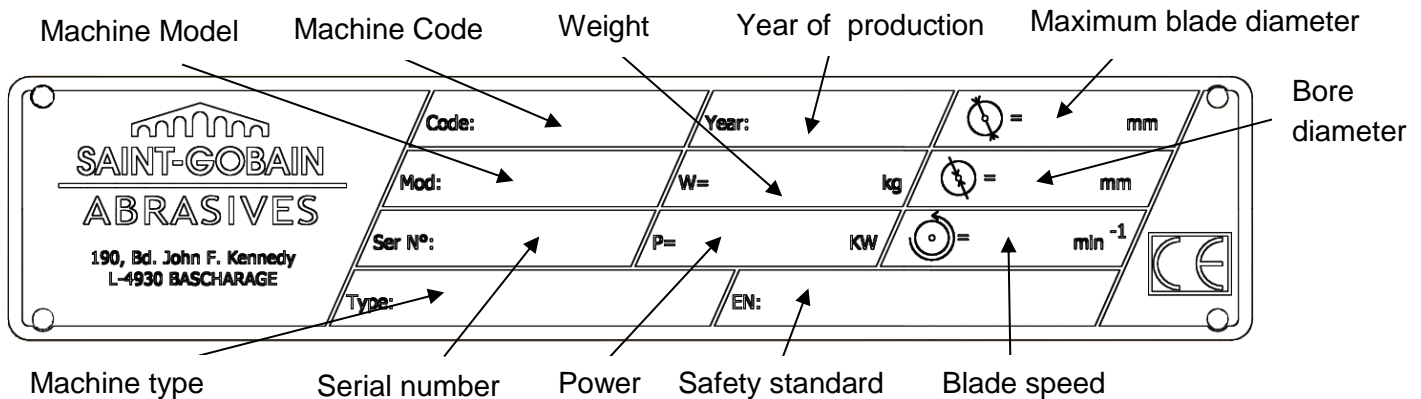 Machine Model Machine Code Weight Year of production Maximum blade diameter
Bore
diameter
SAINT-GOBAIN
ABRASIVES
190, Bd. John F. Kennedy
L-4930 BASCHARAGE
Code: Year: = mm
Mod: W= kg = mm
Ser N°: P= KW = min -1
Type: EN:
CE
Machine type Serial number Power Safety standard Blade speed